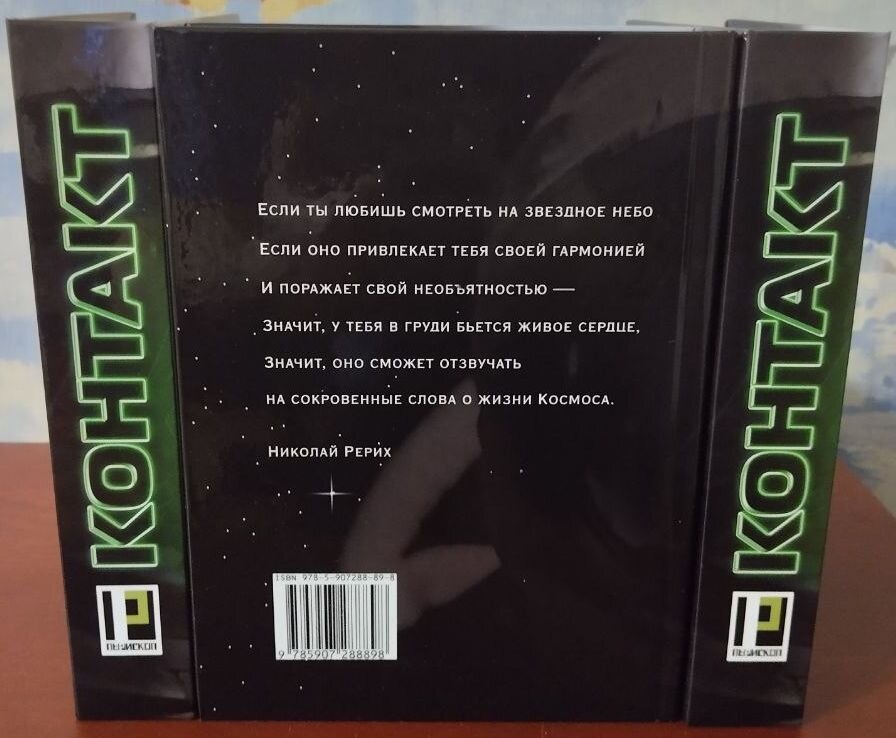 КОНТАКТ
ПЕРИСКОП
Если ты любишь смотреть на звездное небо
Если оно привлекает тебя своей гармонией
И поражает свой необъятностью —
Значит, у тебя в груди бьется живое сердце,
Значит, оно сможет отзвучать
на сокровенные слова о жизни Космоса.
Николай Рерих
ISBN 978-5-907288-89-8
9 785907 288898
КОНТАКТ
ПЕРИСКОП